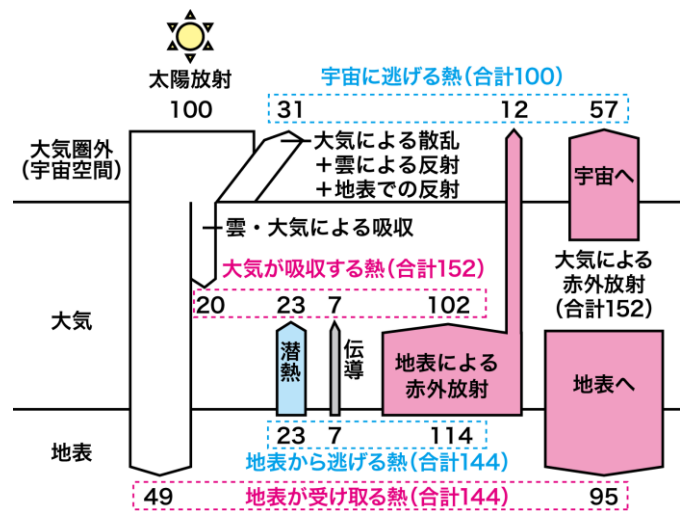 太陽放射
100
宇宙に逃げる熱（合計100）
31 12 57
大気圏外
（宇宙空間）
大気による散乱
＋雲による反射
＋地表での反射
宇宙へ
雲・大気による吸収
大気が吸収する熱（合計152）
20 23 7 102
大気による
赤外放射
（合計152）
大気
潜熱
伝導
地表による
赤外放射
地表へ
地表
23 7 114
地表から逃げる熱（合計144）
49 地表が受け取る熱（合計144） 95